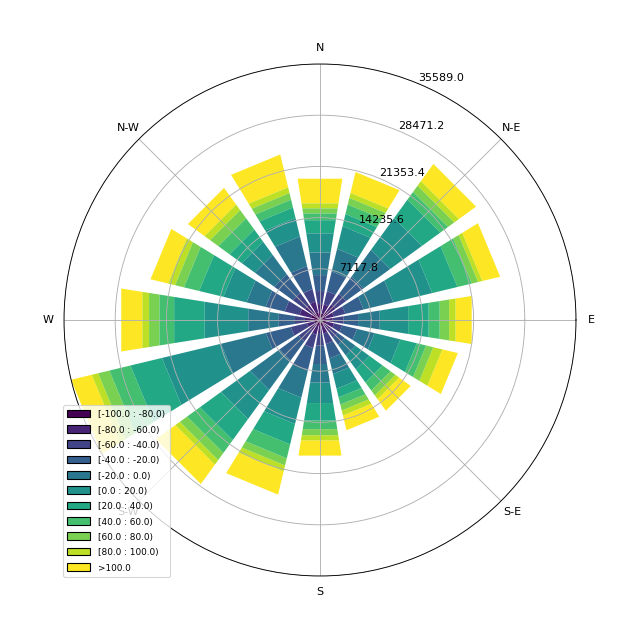 N
35589.0
N-W
28471.2
N-E
21353.4
14235.6
7117.8
W
E
[-100.0 : -80.0)
[-80.0 : -60.0)
[-60.0 : -40.0)
[-40.0 : -20.0)
[-20.0 : 0.0)
[0.0 : 20.0)
[20.0 : 40.0)
[40.0 : 60.0)
[60.0 : 80.0)
[80.0 : 100.0)
>100.0
S-W
S-E
S